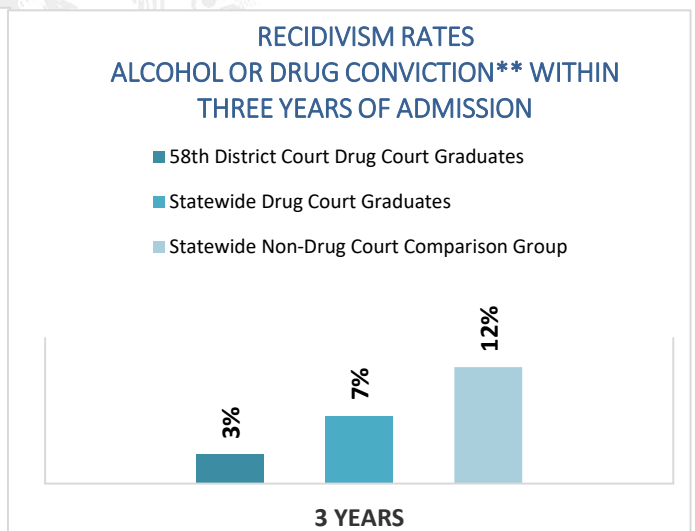 RECIDIVISM RATES
ALCOHOL OR DRUG CONVICTION** WITHIN
THREE YEARS OF ADMISSION
58th District Court Drug Court Graduates
Statewide Drug Court Graduates
Statewide Non-Drug Court Comparison Group
3%
7%
12%
3 YEARS